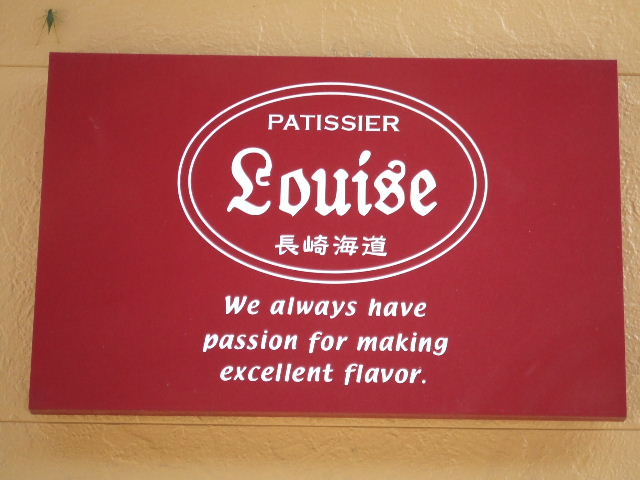 PATISSIER
Louise
長崎海道
We always have
passion for making
excellent flavor.